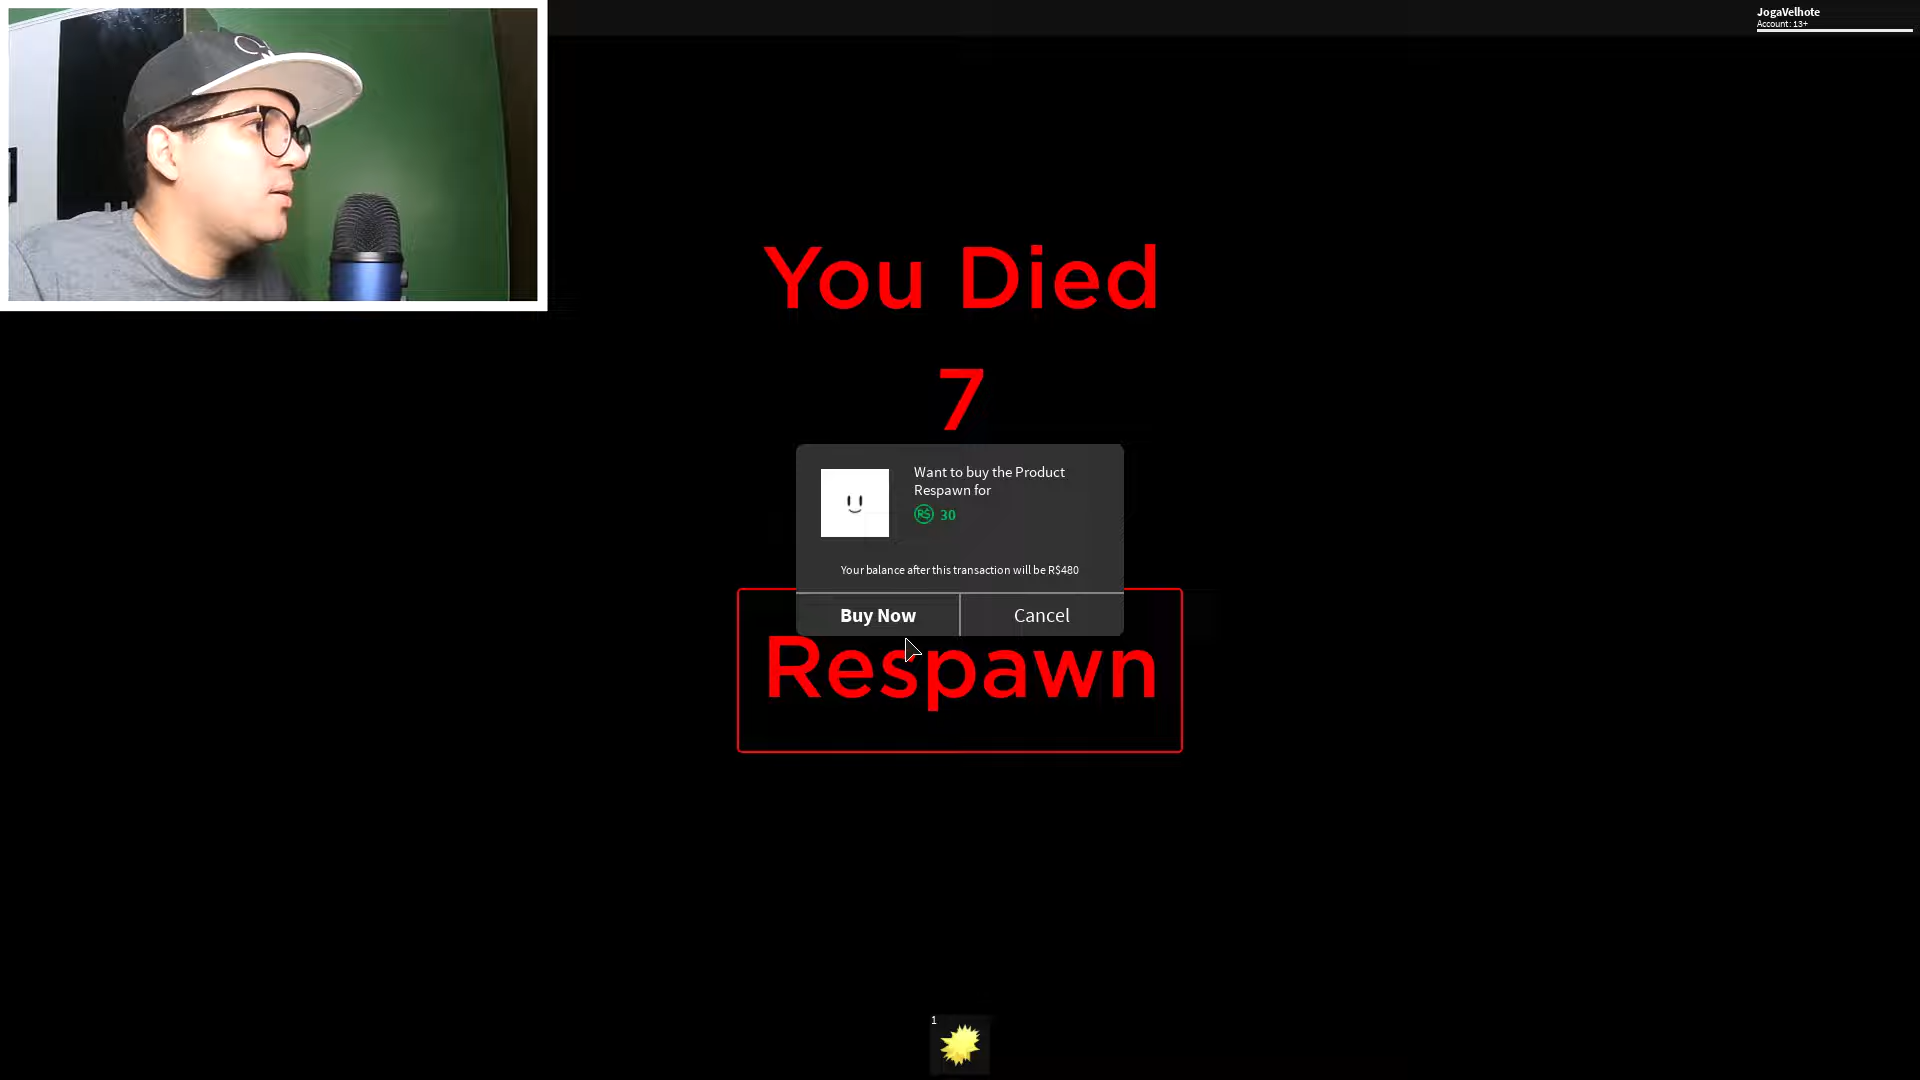 JogaVelhote
Account: 13+
You Died
7
Want to buy the Product
Respawn for
R$ 30
Your balance after this transaction will be R$480
Buy Now
Cancel
Respawn
1